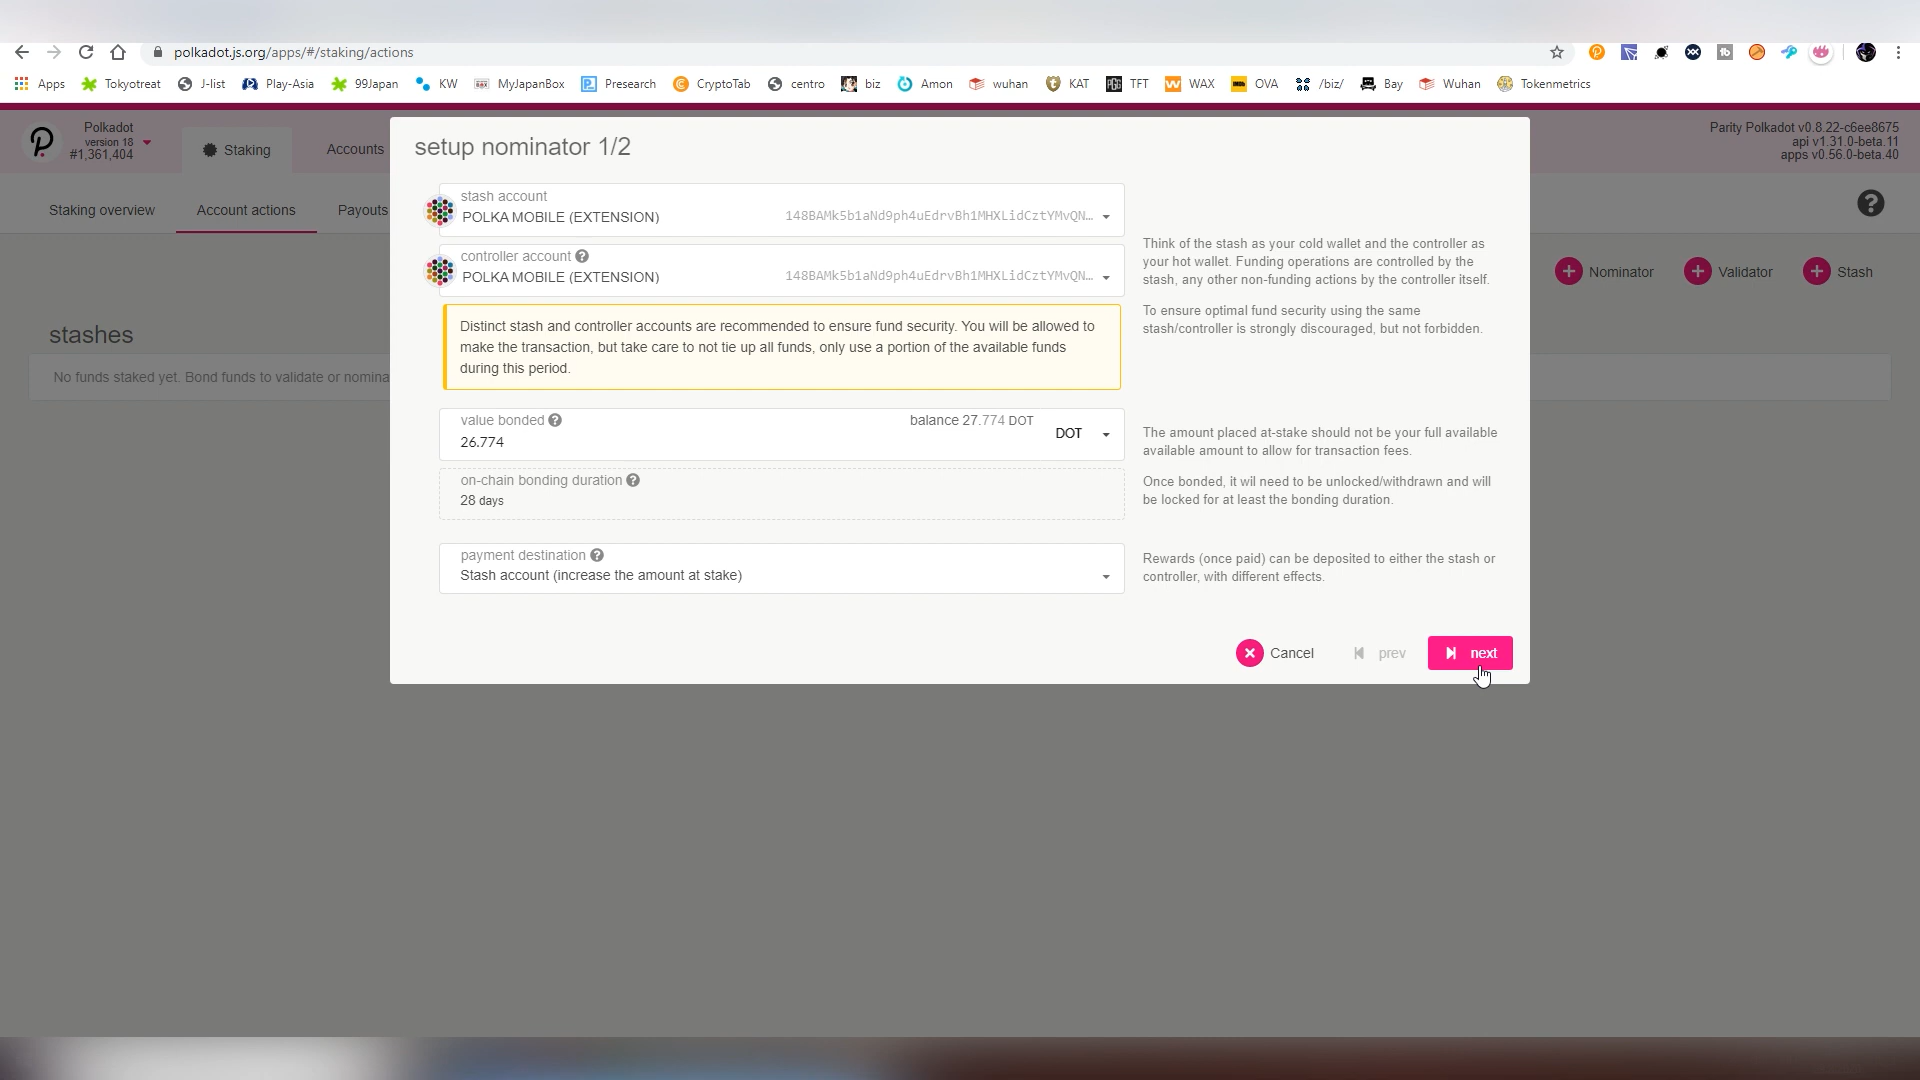 polkadot.js.org/apps/#/staking/actions
Apps Tokyotreat J-list Play-Asia 99Japan KW MyJapanBox Presearch CryptoTab centro biz Amon wuhan KAT TFT WAX OVA /biz/ Bay Wuhan Tokenmetrics
Polkadot
version 18
#1,361,404
Staking
Accounts
Parity Polkadot v0.8.22-c6ee8675
api v1.31.0-beta.11
apps v0.56.0-beta.40
Staking overview
Account actions
Payouts
Nominator
Validator
Stash
stashes
No funds staked yet. Bond funds to validate or nomina
setup nominator 1/2
stash account
POLKA MOBILE (EXTENSION) 148BAMk5b1aNd9ph4uEdrvBh1MHXLidCztYMvQN…
controller account
POLKA MOBILE (EXTENSION) 148BAMk5b1aNd9ph4uEdrvBh1MHXLidCztYMvQN…
Think of the stash as your cold wallet and the controller as
your hot wallet. Funding operations are controlled by the
stash, any other non-funding actions by the controller itself.
To ensure optimal fund security using the same
stash/controller is strongly discouraged, but not forbidden.
Distinct stash and controller accounts are recommended to ensure fund security. You will be allowed to
make the transaction, but take care to not tie up all funds, only use a portion of the available funds
during this period.
value bonded
26.774
balance 27.774 DOT
DOT
The amount placed at-stake should not be your full available
available amount to allow for transaction fees.
on-chain bonding duration
28 days
Once bonded, it wil need to be unlocked/withdrawn and will
be locked for at least the bonding duration.
payment destination
Stash account (increase the amount at stake)
Rewards (once paid) can be deposited to either the stash or
controller, with different effects.
Cancel
prev
next